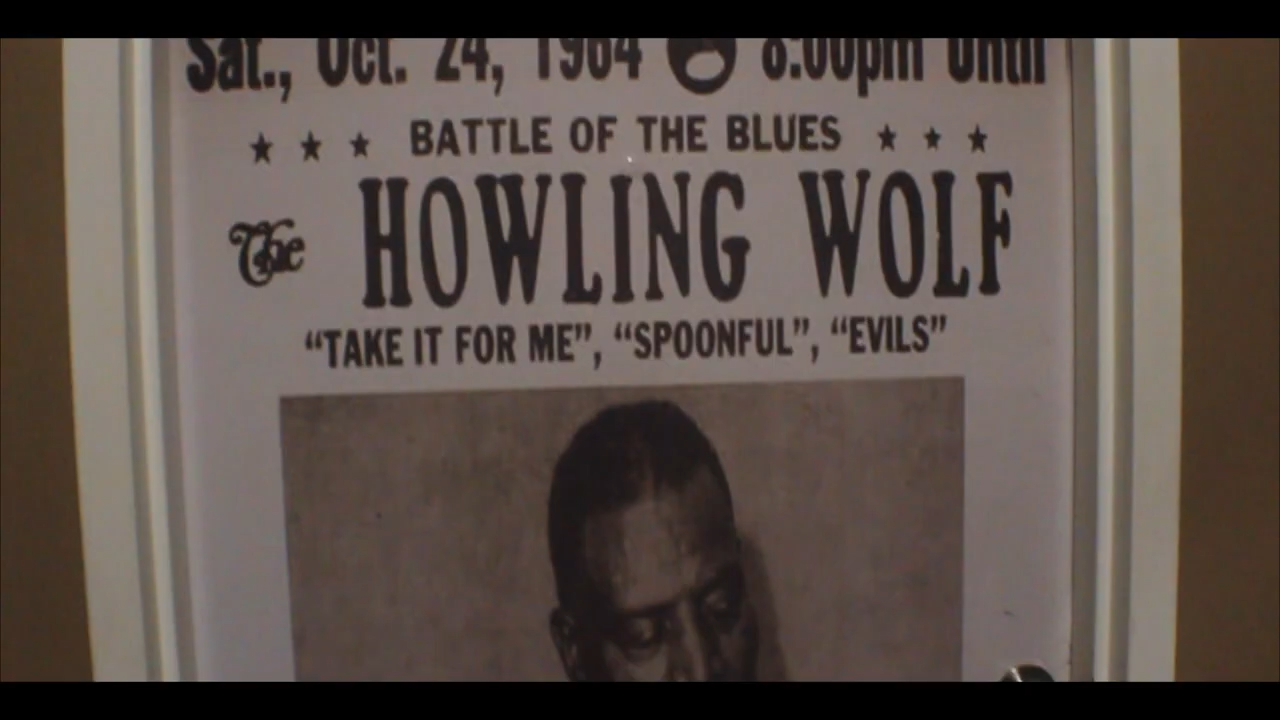 Sat., Oct. 24, 1964 8:00pm Until
★ ★ ★ BATTLE OF THE BLUES ★ ★ ★
The HOWLING WOLF
“TAKE IT FOR ME”, “SPOONFUL”, “EVILS”